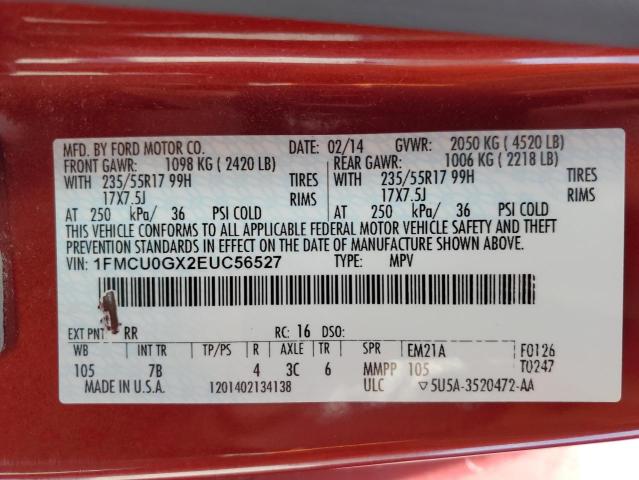 MFD. BY FORD MOTOR CO. DATE: 02/14 GVWR: 2050 KG ( 4520 LB)
FRONT GAWR: 1098 KG ( 2420 LB) REAR GAWR: 1006 KG ( 2218 LB)
WITH 235/55R17 99H TIRES WITH 235/55R17 99H TIRES
17X7.5J RIMS 17X7.5J RIMS
AT 250 kPa/ 36 PSI COLD AT 250 kPa/ 36 PSI COLD
THIS VEHICLE CONFORMS TO ALL APPLICABLE FEDERAL MOTOR VEHICLE SAFETY AND THEFT
PREVENTION STANDARDS IN EFFECT ON THE DATE OF MANUFACTURE SHOWN ABOVE.
VIN: 1FMCU0GX2EUC56527 TYPE: MPV
EXT PNT RR RC: 16 DSO:
WB INT TR TP/PS R AXLE TR SPR EM21A F0126
105 7B 4 3C 6 MMPP 105 T0247
MADE IN U.S.A. 1201402134138 ULC ▽5U5A-3520472-AA